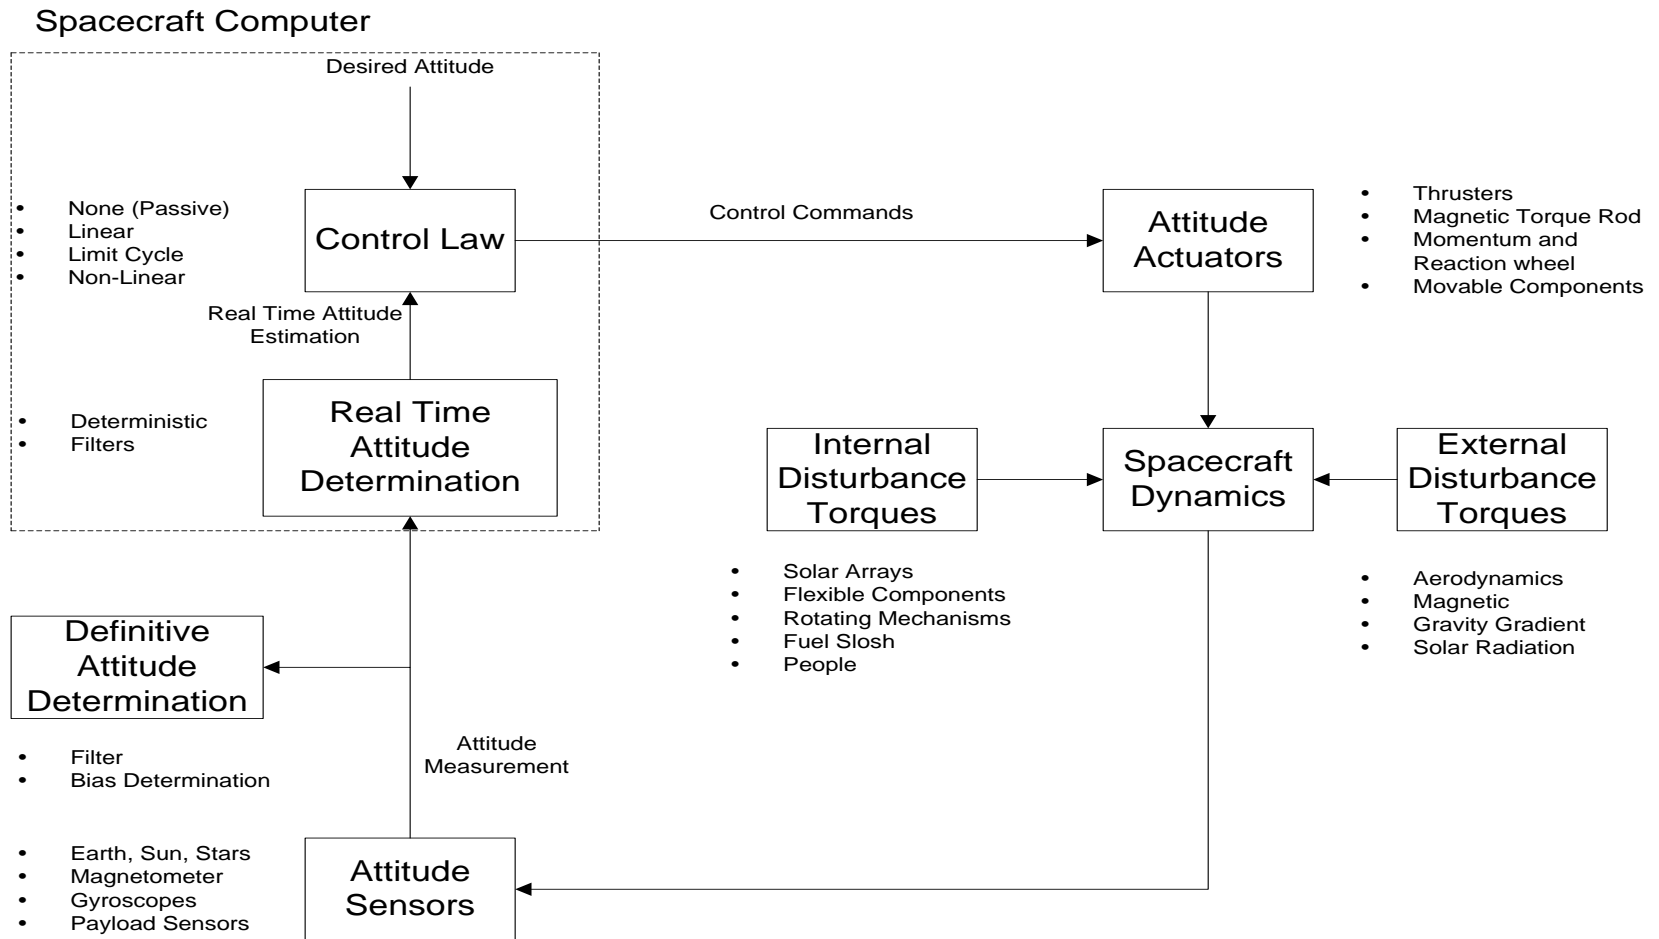 Spacecraft Computer
Desired Attitude
• None (Passive)
• Linear
• Limit Cycle
• Non-Linear
Control Law
Control Commands
Attitude
Actuators
• Thrusters
• Magnetic Torque Rod
• Momentum and
Reaction wheel
• Movable Components
Real Time Attitude
Estimation
• Deterministic
• Filters
Real Time
Attitude
Determination
Internal
Disturbance
Torques
Spacecraft
Dynamics
External
Disturbance
Torques
• Solar Arrays
• Flexible Components
• Rotating Mechanisms
• Fuel Slosh
• People
• Aerodynamics
• Magnetic
• Gravity Gradient
• Solar Radiation
Definitive
Attitude
Determination
• Filter
• Bias Determination
Attitude
Measurement
• Earth, Sun, Stars
• Magnetometer
• Gyroscopes
• Payload Sensors
Attitude
Sensors